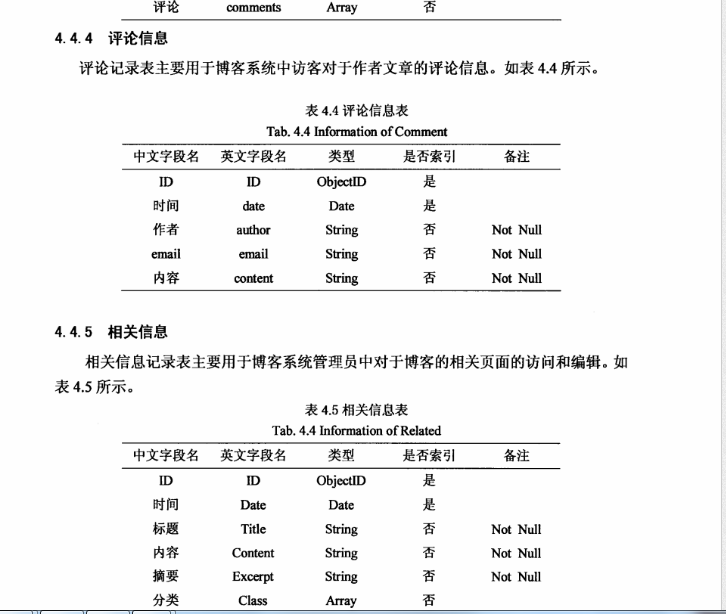 评论 comments Array 否
4.4.4 评论信息
评论记录表主要用于博客系统中访客对于作者文章的评论信息。如表 4.4 所示。
表 4.4 评论信息表
Tab. 4.4 Information of Comment
中文字段名 英文字段名 类型 是否索引 备注
ID ID ObjectID 是
时间 date Date 是
作者 author String 否 Not Null
email email String 否 Not Null
内容 content String 否 Not Null
4.4.5 相关信息
相关信息记录表主要用于博客系统管理员中对于博客的相关页面的访问和编辑。如
表 4.5 所示。
表 4.5 相关信息表
Tab. 4.4 Information of Related
中文字段名 英文字段名 类型 是否索引 备注
ID ID ObjectID 是
时间 Date Date 是
标题 Title String 否 Not Null
内容 Content String 否 Not Null
摘要 Excerpt String 否 Not Null
分类 Class Array 否